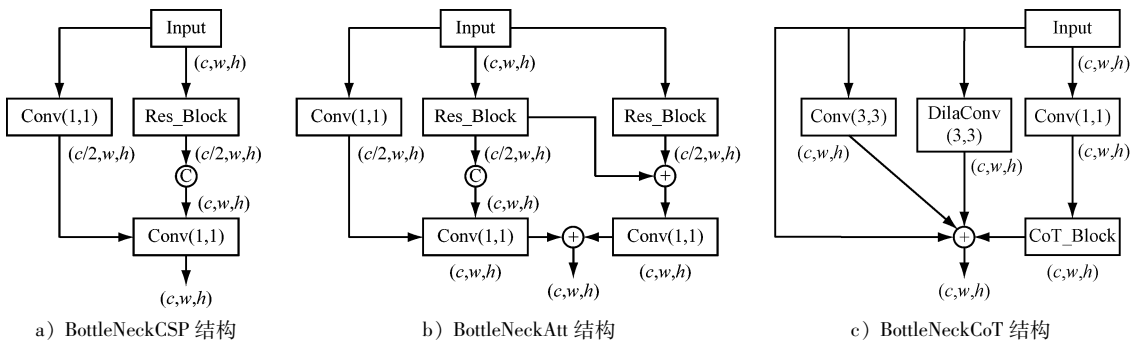 Input
(c,w,h)
Conv(1,1)
Res_Block
(c/2,w,h)
(c/2,w,h)
C
(c,w,h)
Conv(1,1)
(c,w,h)
a）BottleNeckCSP 结构
Input
(c,w,h)
Conv(1,1)
Res_Block
Res_Block
(c/2,w,h)
(c/2,w,h)
(c/2,w,h)
C
+
(c,w,h)
Conv(1,1)
+
Conv(1,1)
(c,w,h)
(c,w,h)
(c,w,h)
b）BottleNeckAtt 结构
Input
(c,w,h)
Conv(3,3)
DilaConv
(3,3)
Conv(1,1)
(c,w,h)
(c,w,h)
(c,w,h)
+
CoT_Block
(c,w,h)
(c,w,h)
c）BottleNeckCoT 结构